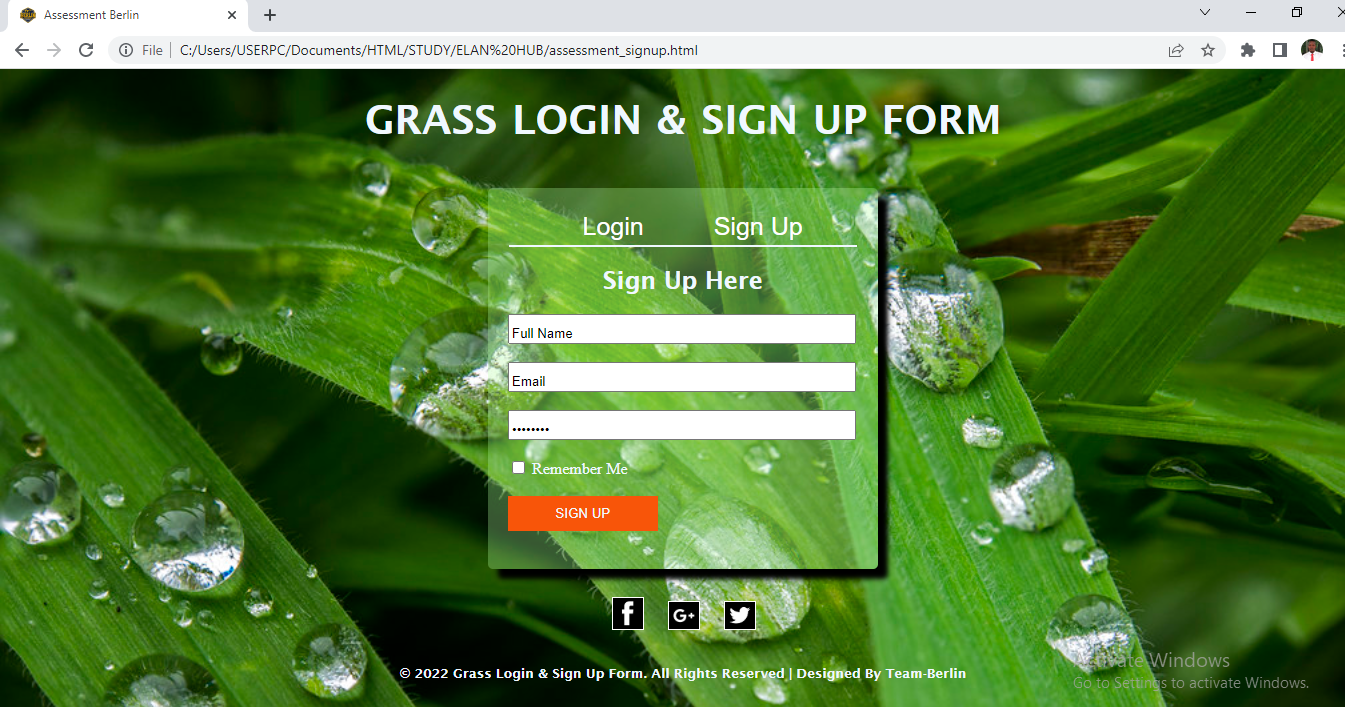 Assessment Berlin
File | C:/Users/USERPC/Documents/HTML/STUDY/ELAN%20HUB/assessment_signup.html
GRASS LOGIN & SIGN UP FORM
Login Sign Up
Sign Up Here
Full Name
Email
••••••••
Remember Me
SIGN UP
f G+
© 2022 Grass Login & Sign Up Form. All Rights Reserved | Designed By Team-Berlin
Activate Windows
Go to Settings to activate Windows.